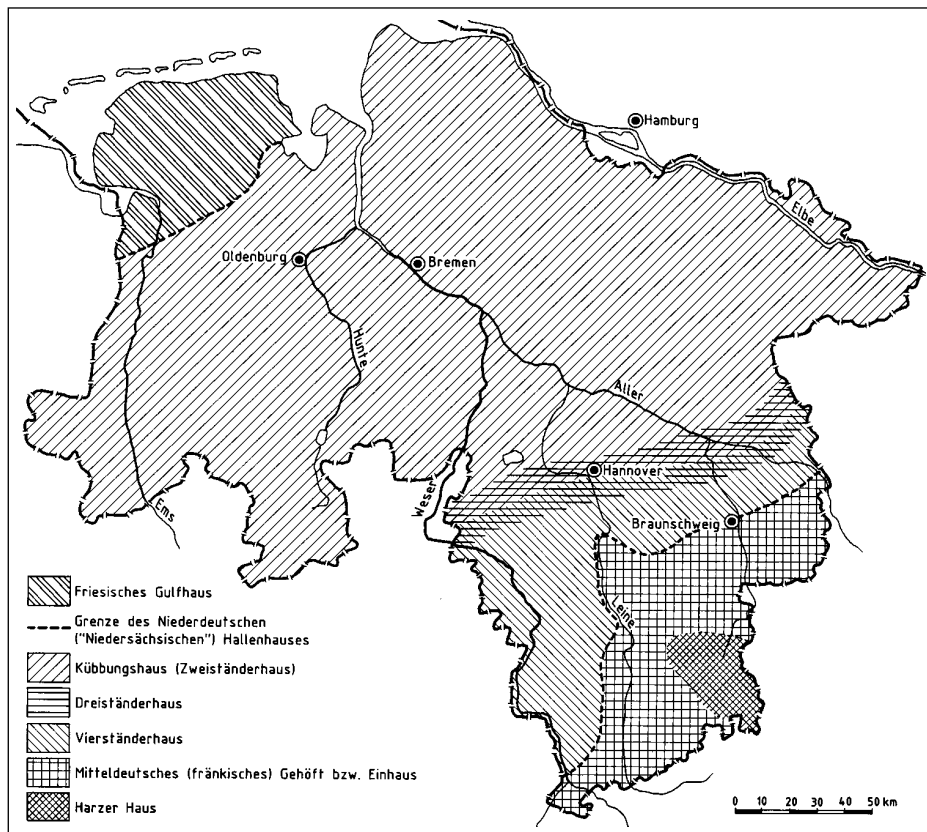 Hamburg
Elbe
Oldenburg
Bremen
Hunte
Aller
Hannover
Weser
Ems
Braunschweig
Leine
Friesisches Gulfhaus
Grenze des Niederdeutschen
("Niedersächsischen") Hallenhauses
Kübbungshaus (Zweiständerhaus)
Dreiständerhaus
Vierständerhaus
Mitteldeutsches (fränkisches) Gehöft bzw. Einhaus
Harzer Haus
0 10 20 30 40 50 km